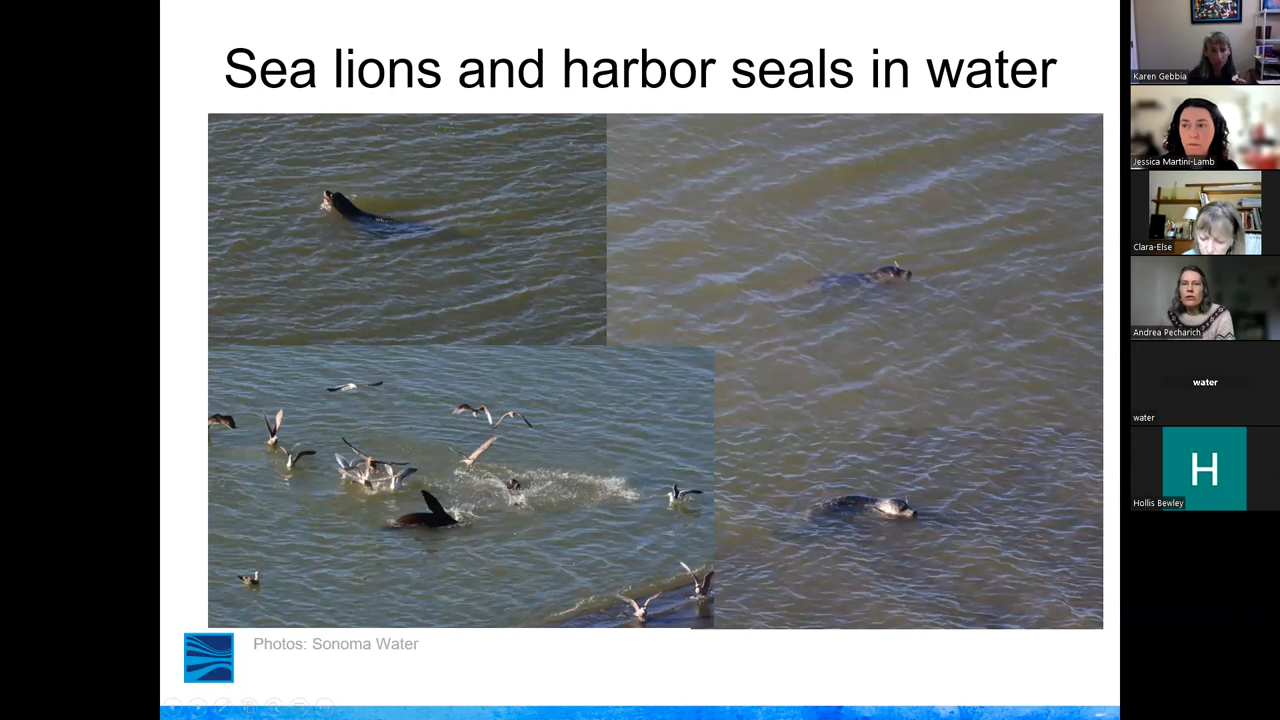 Sea lions and harbor seals in water
Photos: Sonoma Water
Karen Gebbia
Jessica Martini-Lamb
Clara-Else
Andrea Pecharich
water
water
H
Hollis Bewley